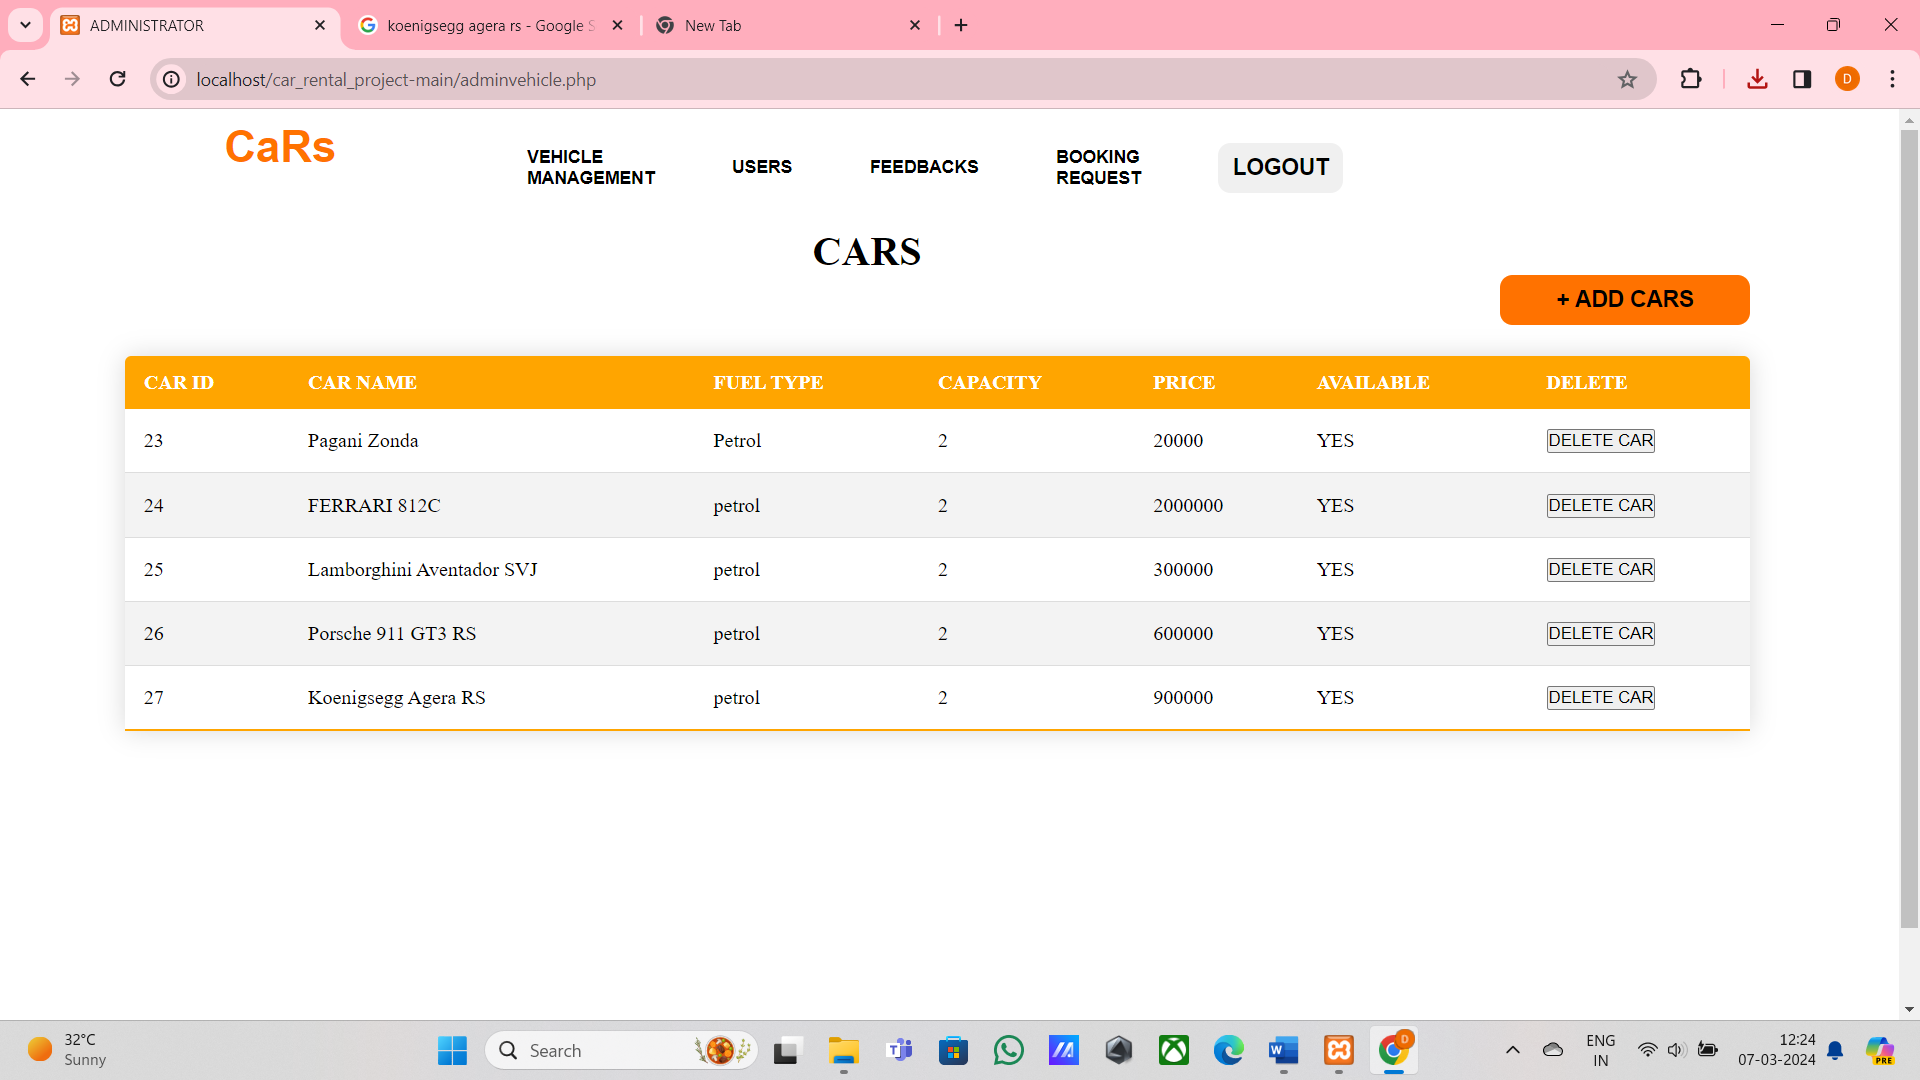 ADMINISTRATOR
koenigsegg agera rs - Google S
New Tab
localhost/car_rental_project-main/adminvehicle.php
D
CaRs
VEHICLE
MANAGEMENT
USERS
FEEDBACKS
BOOKING
REQUEST
LOGOUT
CARS
+ ADD CARS
CAR ID CAR NAME FUEL TYPE CAPACITY PRICE AVAILABLE DELETE
23 Pagani Zonda Petrol 2 20000 YES DELETE CAR
24 FERRARI 812C petrol 2 2000000 YES DELETE CAR
25 Lamborghini Aventador SVJ petrol 2 300000 YES DELETE CAR
26 Porsche 911 GT3 RS petrol 2 600000 YES DELETE CAR
27 Koenigsegg Agera RS petrol 2 900000 YES DELETE CAR
32°C
Sunny
Search
D
ENG
IN
12:24
07-03-2024
PRE